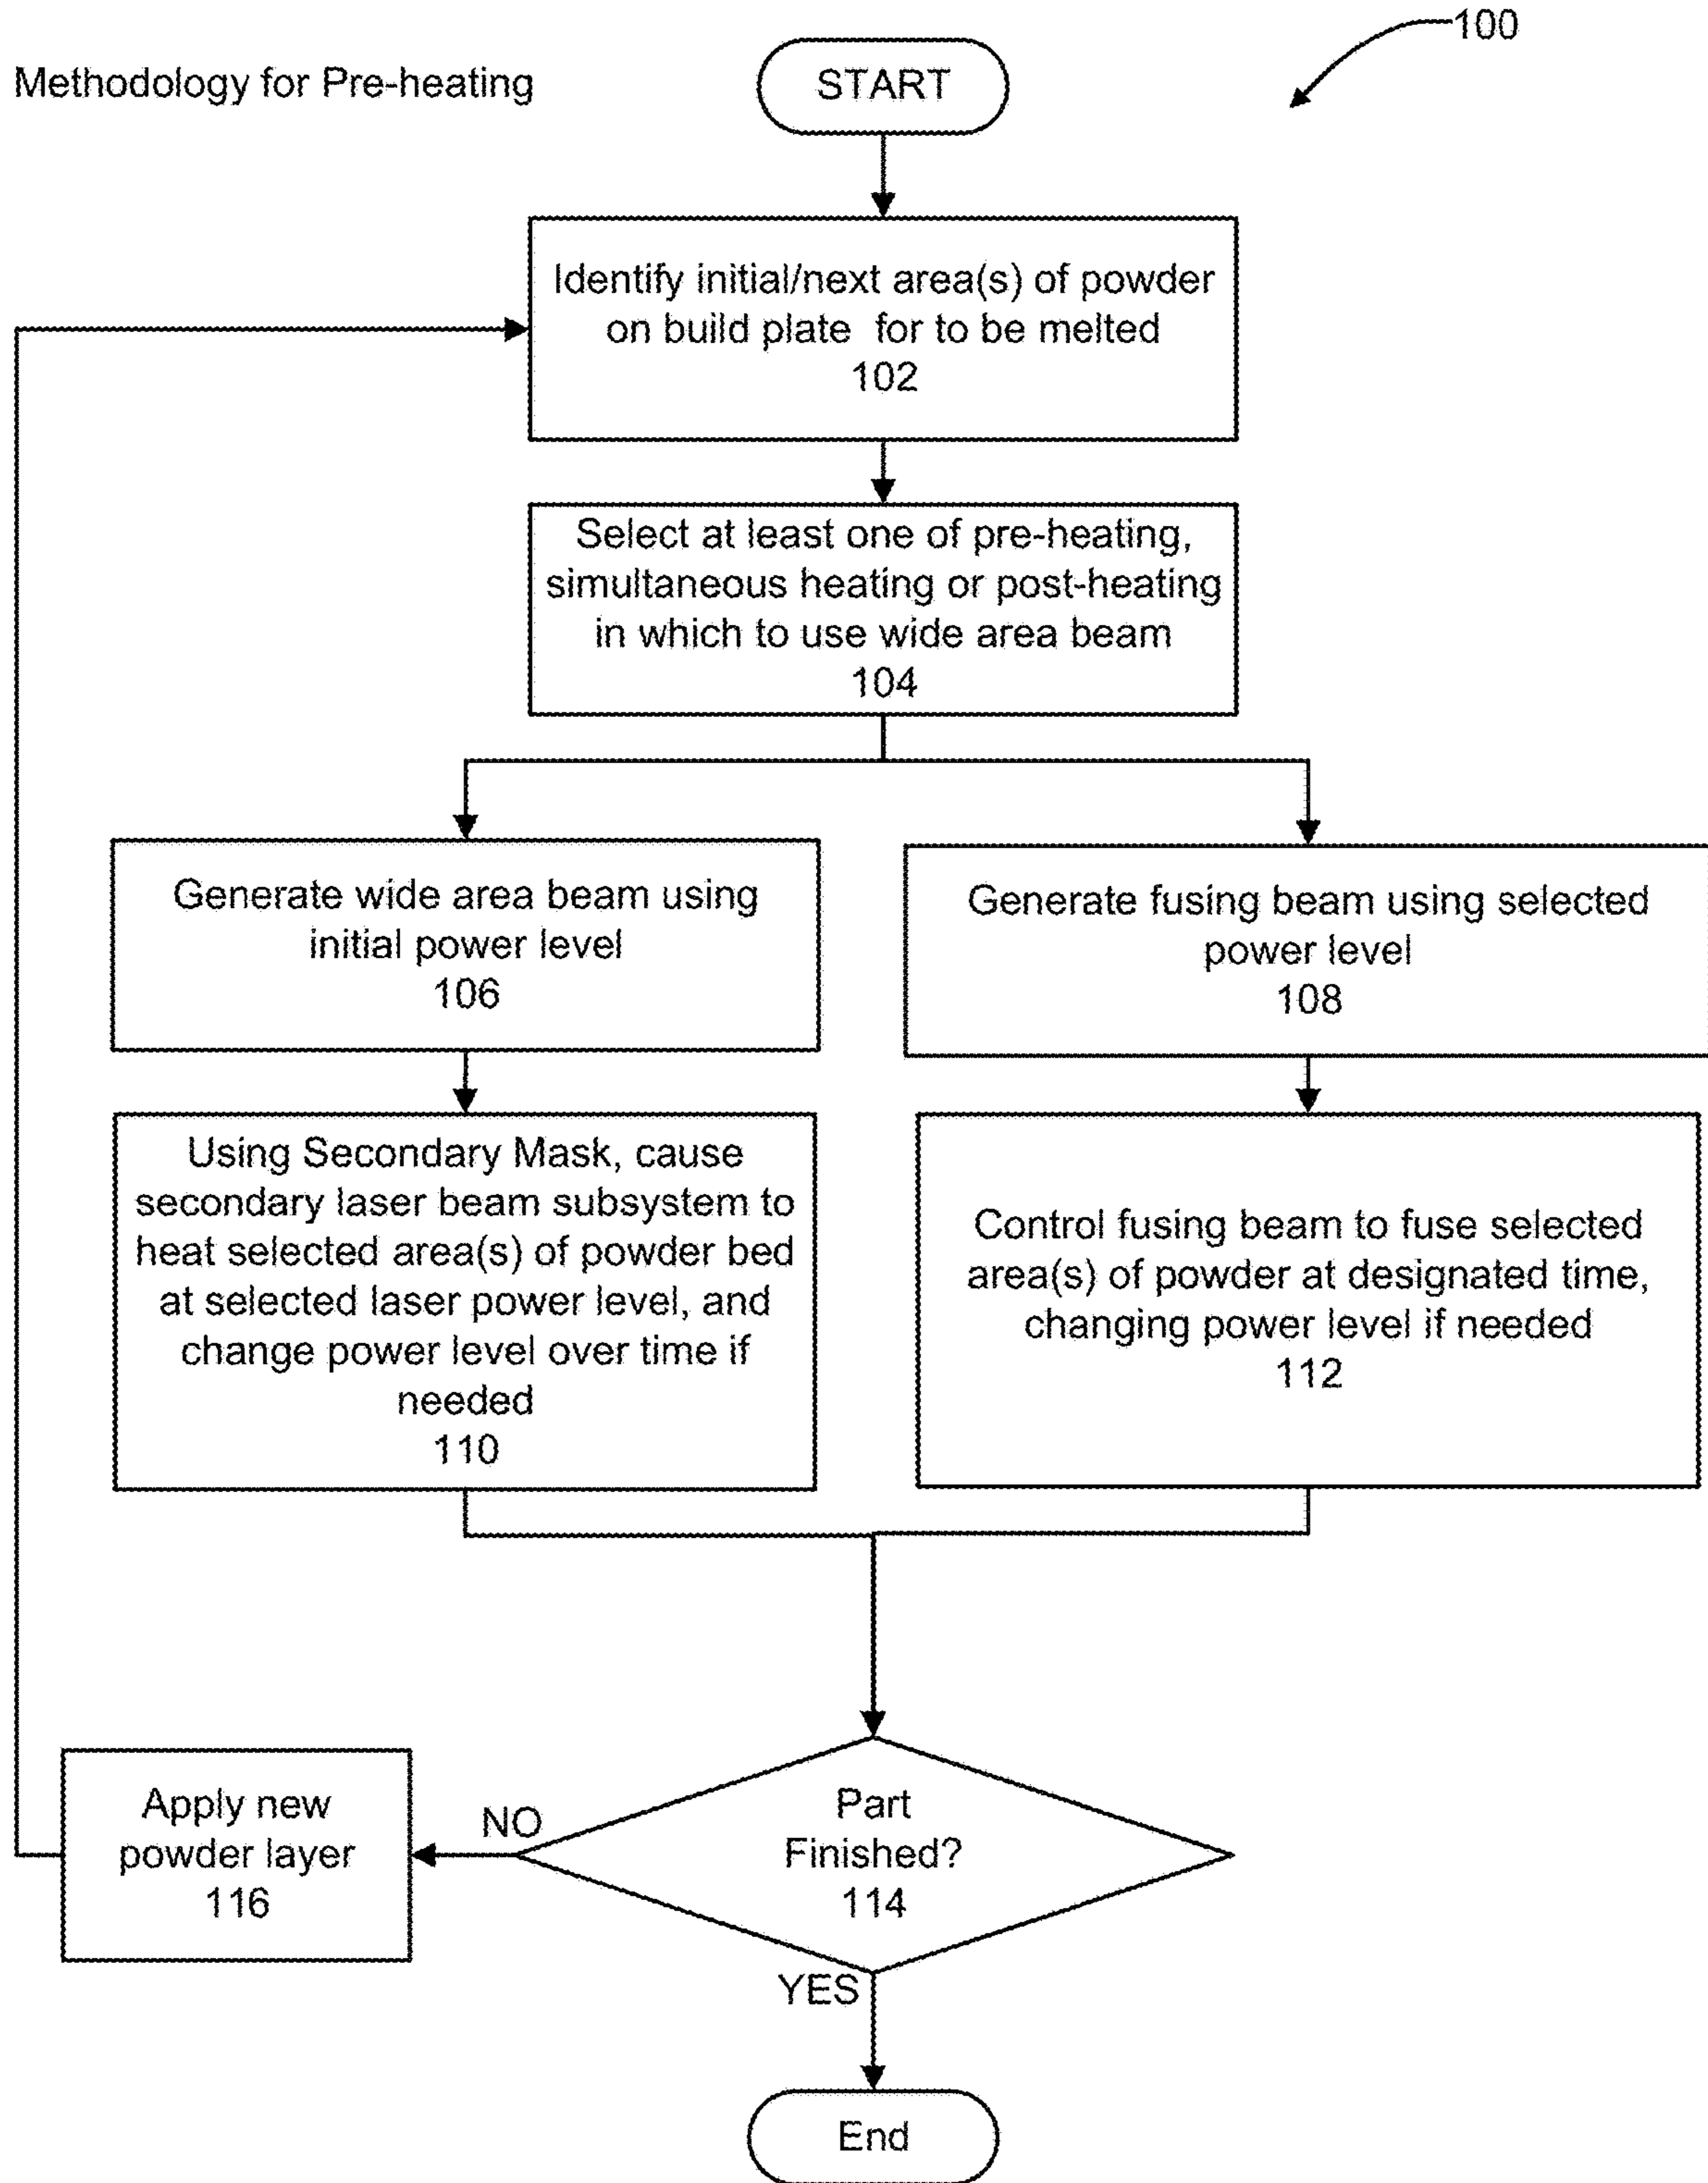 100
Methodology for Pre-heating
START
Identify initial/next area(s) of powder
on build plate for to be melted
102
Select at least one of pre-heating,
simultaneous heating or post-heating
in which to use wide area beam
104
Generate wide area beam using
initial power level
106
Generate fusing beam using selected
power level
108
Using Secondary Mask, cause
secondary laser beam subsystem to
heat selected area(s) of powder bed
at selected laser power level, and
change power level over time if
needed
110
Control fusing beam to fuse selected
area(s) of powder at designated time,
changing power level if needed
112
Part
Finished?
114
NO
Apply new
powder layer
116
YES
End